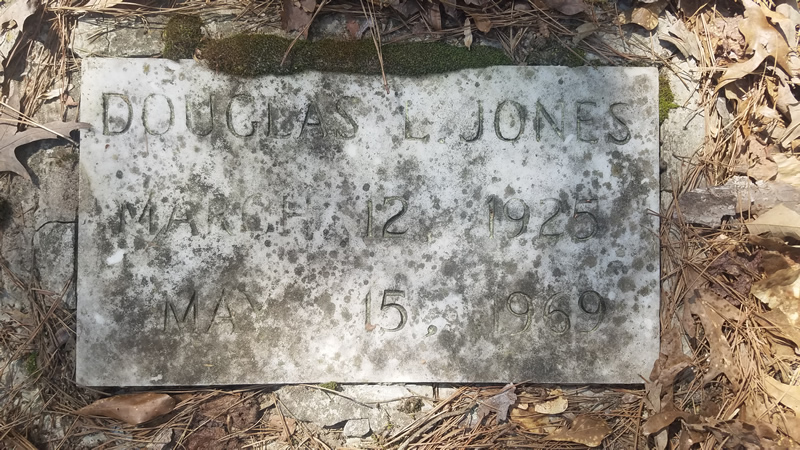 DOUGLAS L JONES
MARCH 12, 1925
MAY 15, 1969